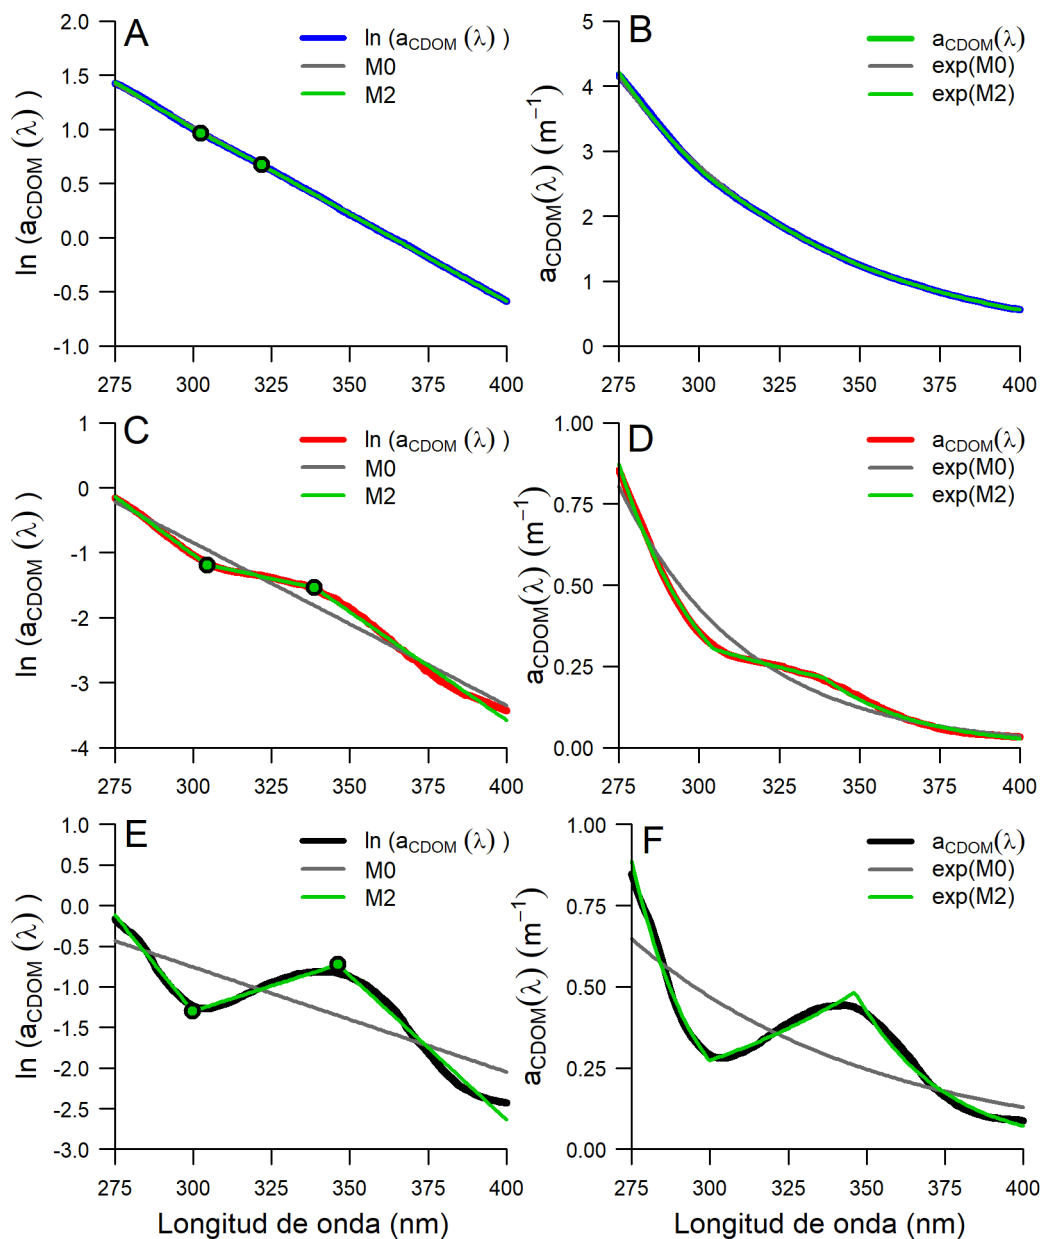 A
ln (aCDOM (λ) )
M0
M2
ln (aCDOM (λ) )
2.0
1.5
1.0
0.5
0.0
-0.5
-1.0
275 300 325 350 375 400
B
aCDOM(λ)
exp(M0)
exp(M2)
aCDOM(λ) (m−1)
5
4
3
2
1
0
275 300 325 350 375 400
C
ln (aCDOM (λ) )
M0
M2
ln (aCDOM (λ) )
1
0
-1
-2
-3
-4
275 300 325 350 375 400
D
aCDOM(λ)
exp(M0)
exp(M2)
aCDOM(λ) (m−1)
1.00
0.75
0.50
0.25
0.00
275 300 325 350 375 400
E
ln (aCDOM (λ) )
M0
M2
ln (aCDOM (λ) )
1.0
0.5
0.0
-0.5
-1.0
-1.5
-2.0
-2.5
-3.0
275 300 325 350 375 400
Longitud de onda (nm)
F
aCDOM(λ)
exp(M0)
exp(M2)
aCDOM(λ) (m−1)
1.00
0.75
0.50
0.25
0.00
275 300 325 350 375 400
Longitud de onda (nm)